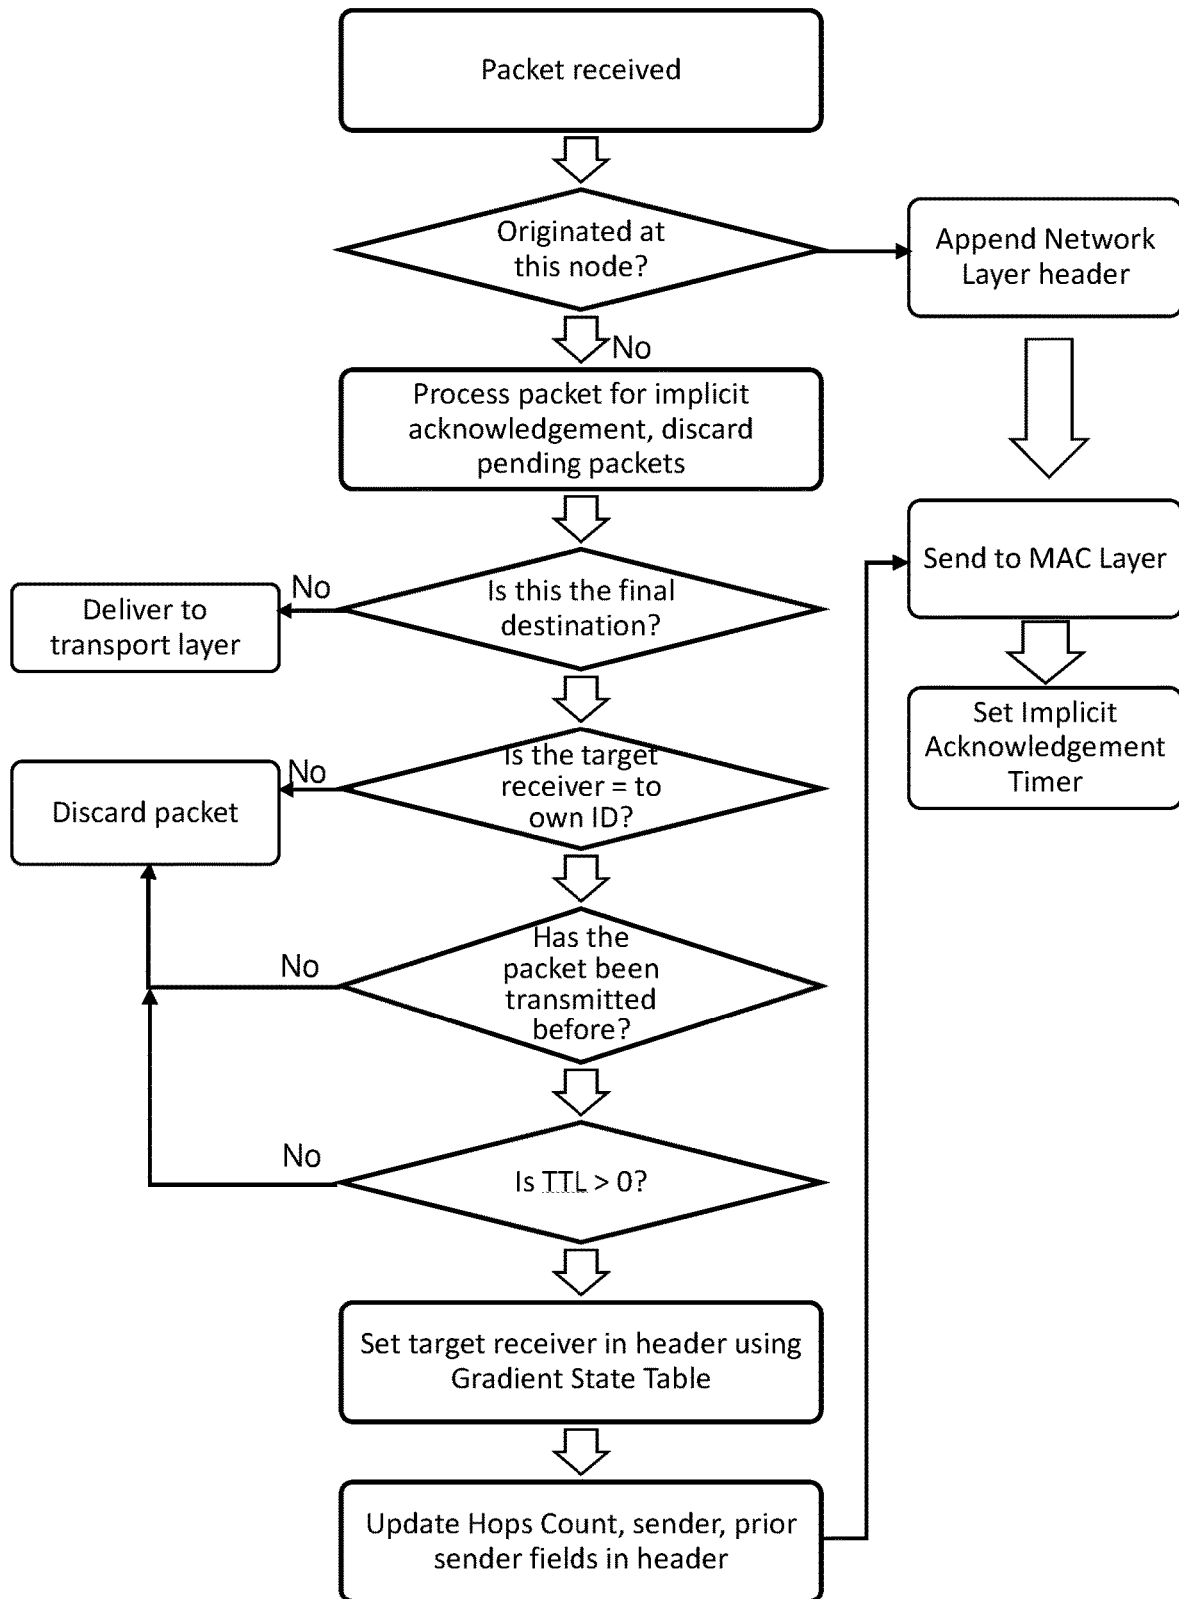 Packet received
Originated at
this node?
Append Network
Layer header
No
Process packet for implicit
acknowledgement, discard
pending packets
Send to MAC Layer
No
Is this the final
destination?
Deliver to
transport layer
Set Implicit
Acknowledgement
Timer
No
Is the target
receiver = to
own ID?
Discard packet
No
Has the
packet been
transmitted
before?
No
Is TTL > 0?
Set target receiver in header using
Gradient State Table
Update Hops Count, sender, prior
sender fields in header